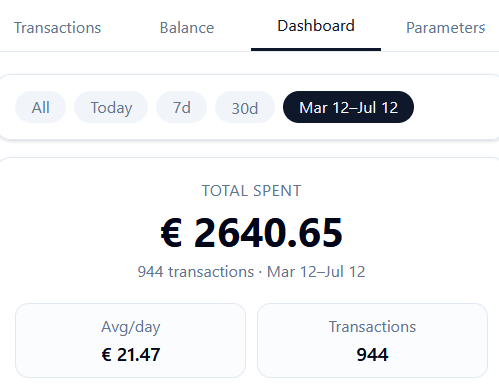 Transactions Balance Dashboard Parameters
All Today 7d 30d Mar 12–Jul 12
TOTAL SPENT
€ 2640.65
944 transactions · Mar 12–Jul 12
Avg/day Transactions
€ 21.47 944